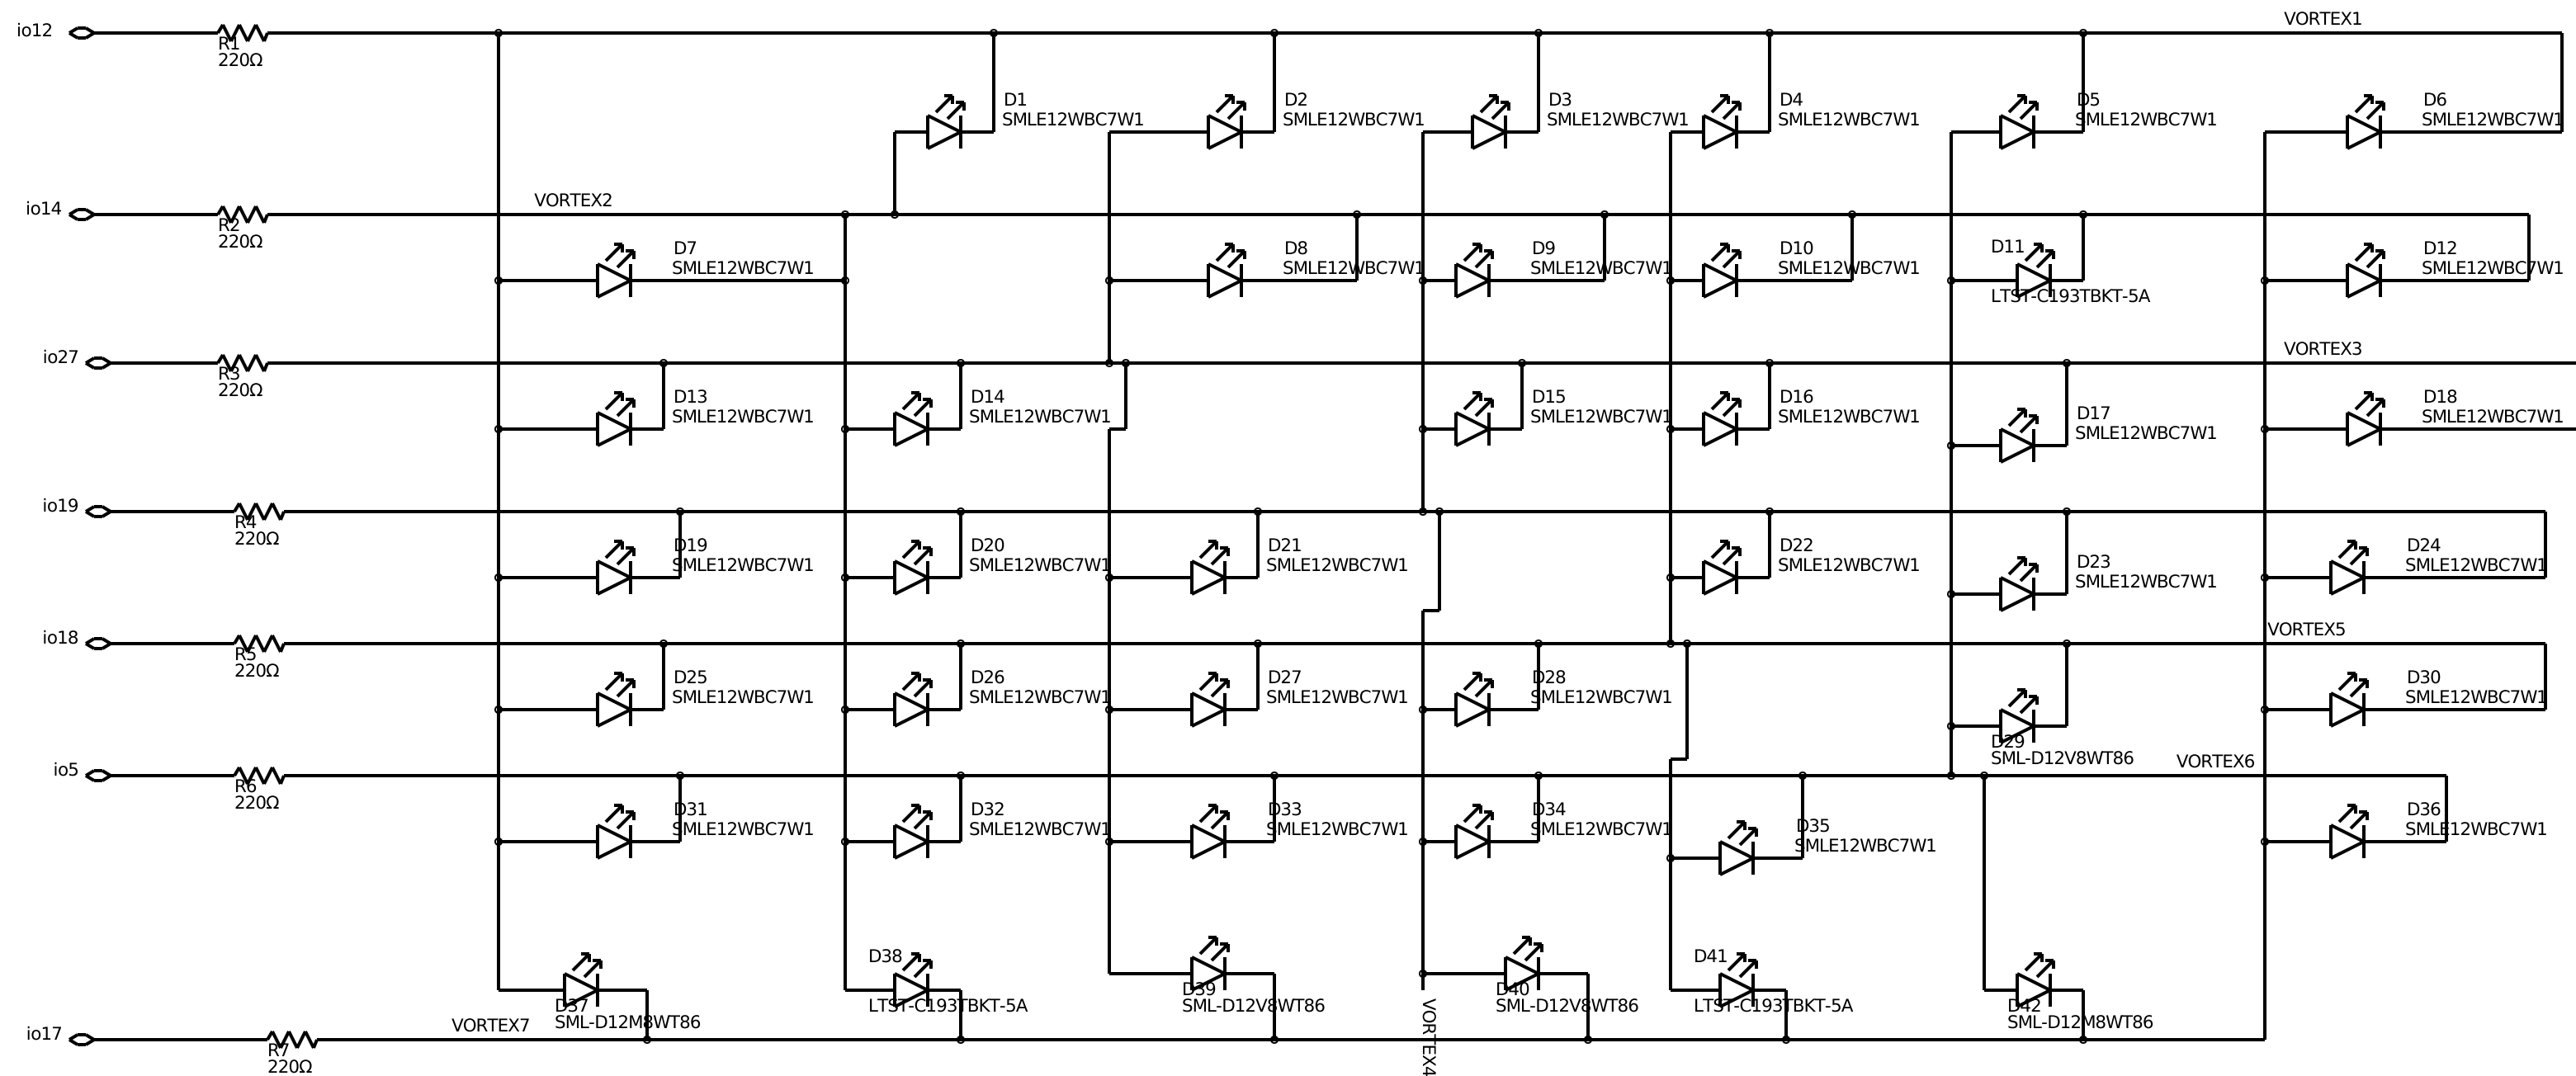 io12
R1
220Ω
VORTEX1
D1
SMLE12WBC7W1
D2
SMLE12WBC7W1
D3
SMLE12WBC7W1
D4
SMLE12WBC7W1
D5
SMLE12WBC7W1
D6
SMLE12WBC7W1
io14
R2
220Ω
VORTEX2
D7
SMLE12WBC7W1
D8
SMLE12WBC7W1
D9
SMLE12WBC7W1
D10
SMLE12WBC7W1
D11
LTST-C193TBKT-5A
D12
SMLE12WBC7W1
io27
R3
220Ω
VORTEX3
D13
SMLE12WBC7W1
D14
SMLE12WBC7W1
D15
SMLE12WBC7W1
D16
SMLE12WBC7W1
D17
SMLE12WBC7W1
D18
SMLE12WBC7W1
io19
R4
220Ω
D19
SMLE12WBC7W1
D20
SMLE12WBC7W1
D21
SMLE12WBC7W1
D22
SMLE12WBC7W1
D23
SMLE12WBC7W1
D24
SMLE12WBC7W1
io18
R5
220Ω
VORTEX5
D25
SMLE12WBC7W1
D26
SMLE12WBC7W1
D27
SMLE12WBC7W1
D28
SMLE12WBC7W1
D29
SML-D12V8WT86
D30
SMLE12WBC7W1
io5
R6
220Ω
VORTEX6
D31
SMLE12WBC7W1
D32
SMLE12WBC7W1
D33
SMLE12WBC7W1
D34
SMLE12WBC7W1
D35
SMLE12WBC7W1
D36
SMLE12WBC7W1
D37
SML-D12M8WT86
D38
LTST-C193TBKT-5A
D39
SML-D12V8WT86
D40
SML-D12V8WT86
D41
LTST-C193TBKT-5A
D42
SML-D12M8WT86
VORTEX4
io17
R7
220Ω
VORTEX7